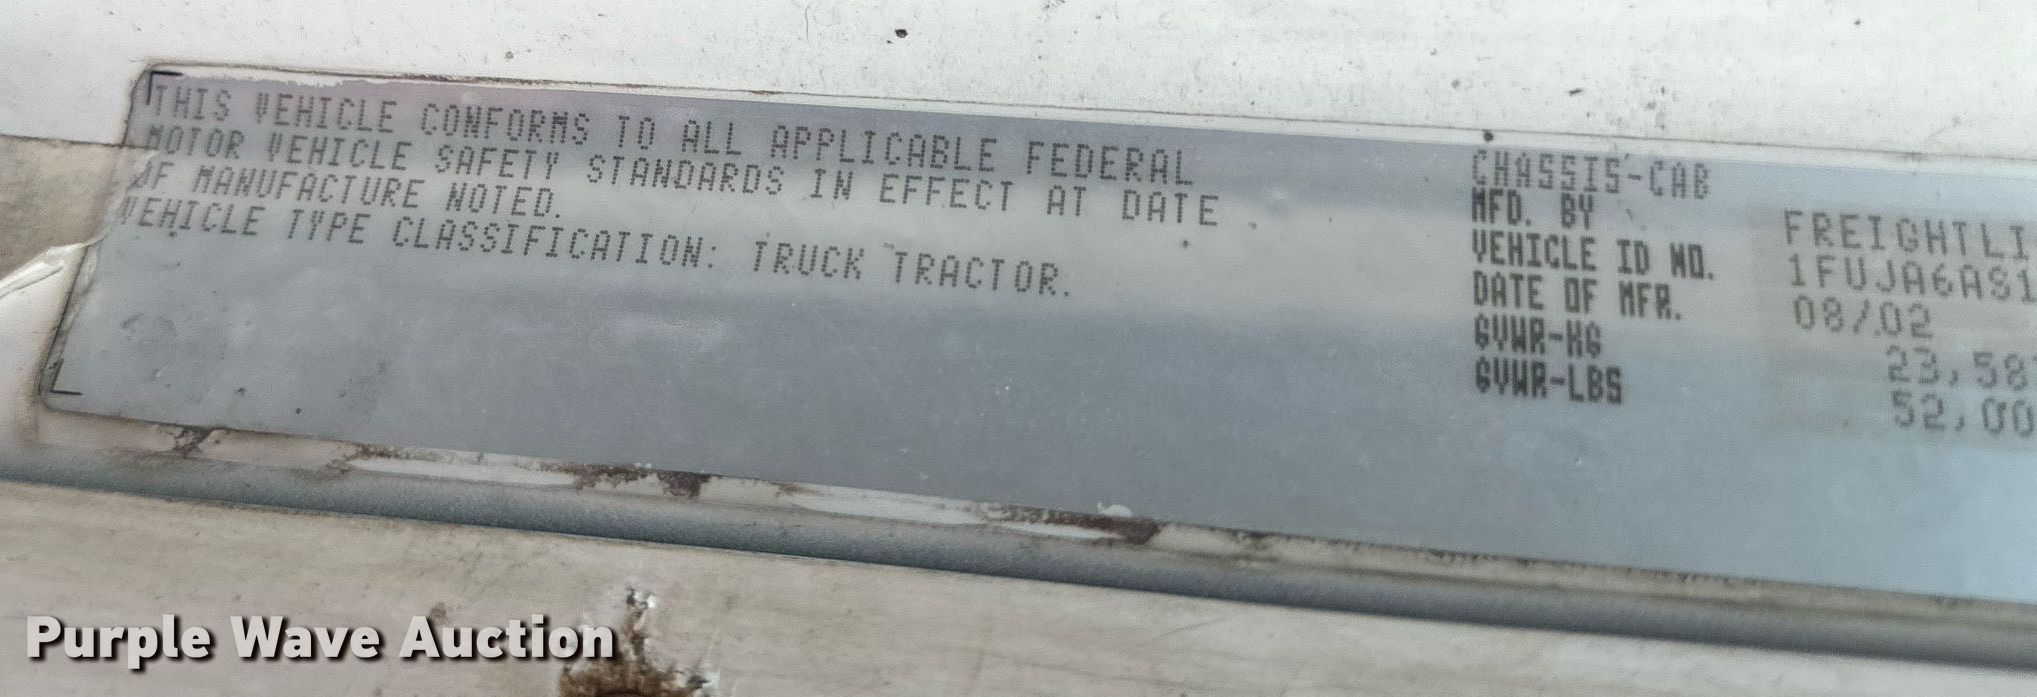 THIS VEHICLE CONFORMS TO ALL APPLICABLE FEDERAL
MOTOR VEHICLE SAFETY STANDARDS IN EFFECT AT DATE
OF MANUFACTURE NOTED.
VEHICLE TYPE CLASSIFICATION: TRUCK TRACTOR.
CHASSIS-CAB
MFD. BY FREIGHTLI
VEHICLE ID NO. 1FUJA6AS1
DATE OF MFR. 08/02
GVWR-KG 23,58
GVWR-LBS 52,00
Purple Wave Auction